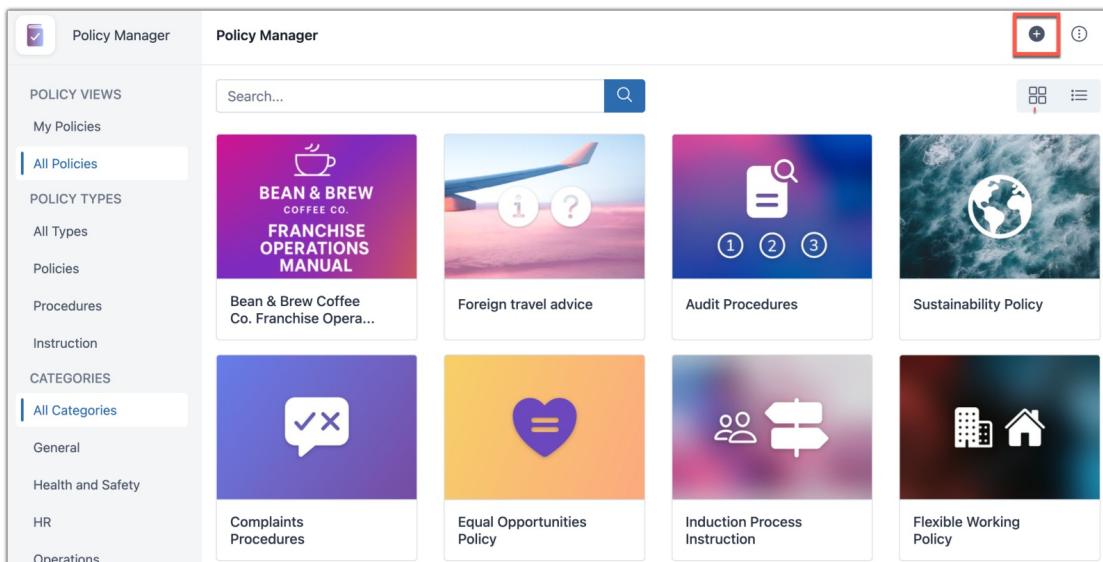 Policy Manager
Policy Manager
POLICY VIEWS
My Policies
All Policies
POLICY TYPES
All Types
Policies
Procedures
Instruction
CATEGORIES
All Categories
General
Health and Safety
HR
Operations
Search...
BEAN & BREW
COFFEE CO.
FRANCHISE
OPERATIONS
MANUAL
Bean & Brew Coffee
Co. Franchise Opera...
i ?
Foreign travel advice
1 2 3
Audit Procedures
Sustainability Policy
Complaints
Procedures
Equal Opportunities
Policy
Induction Process
Instruction
Flexible Working
Policy